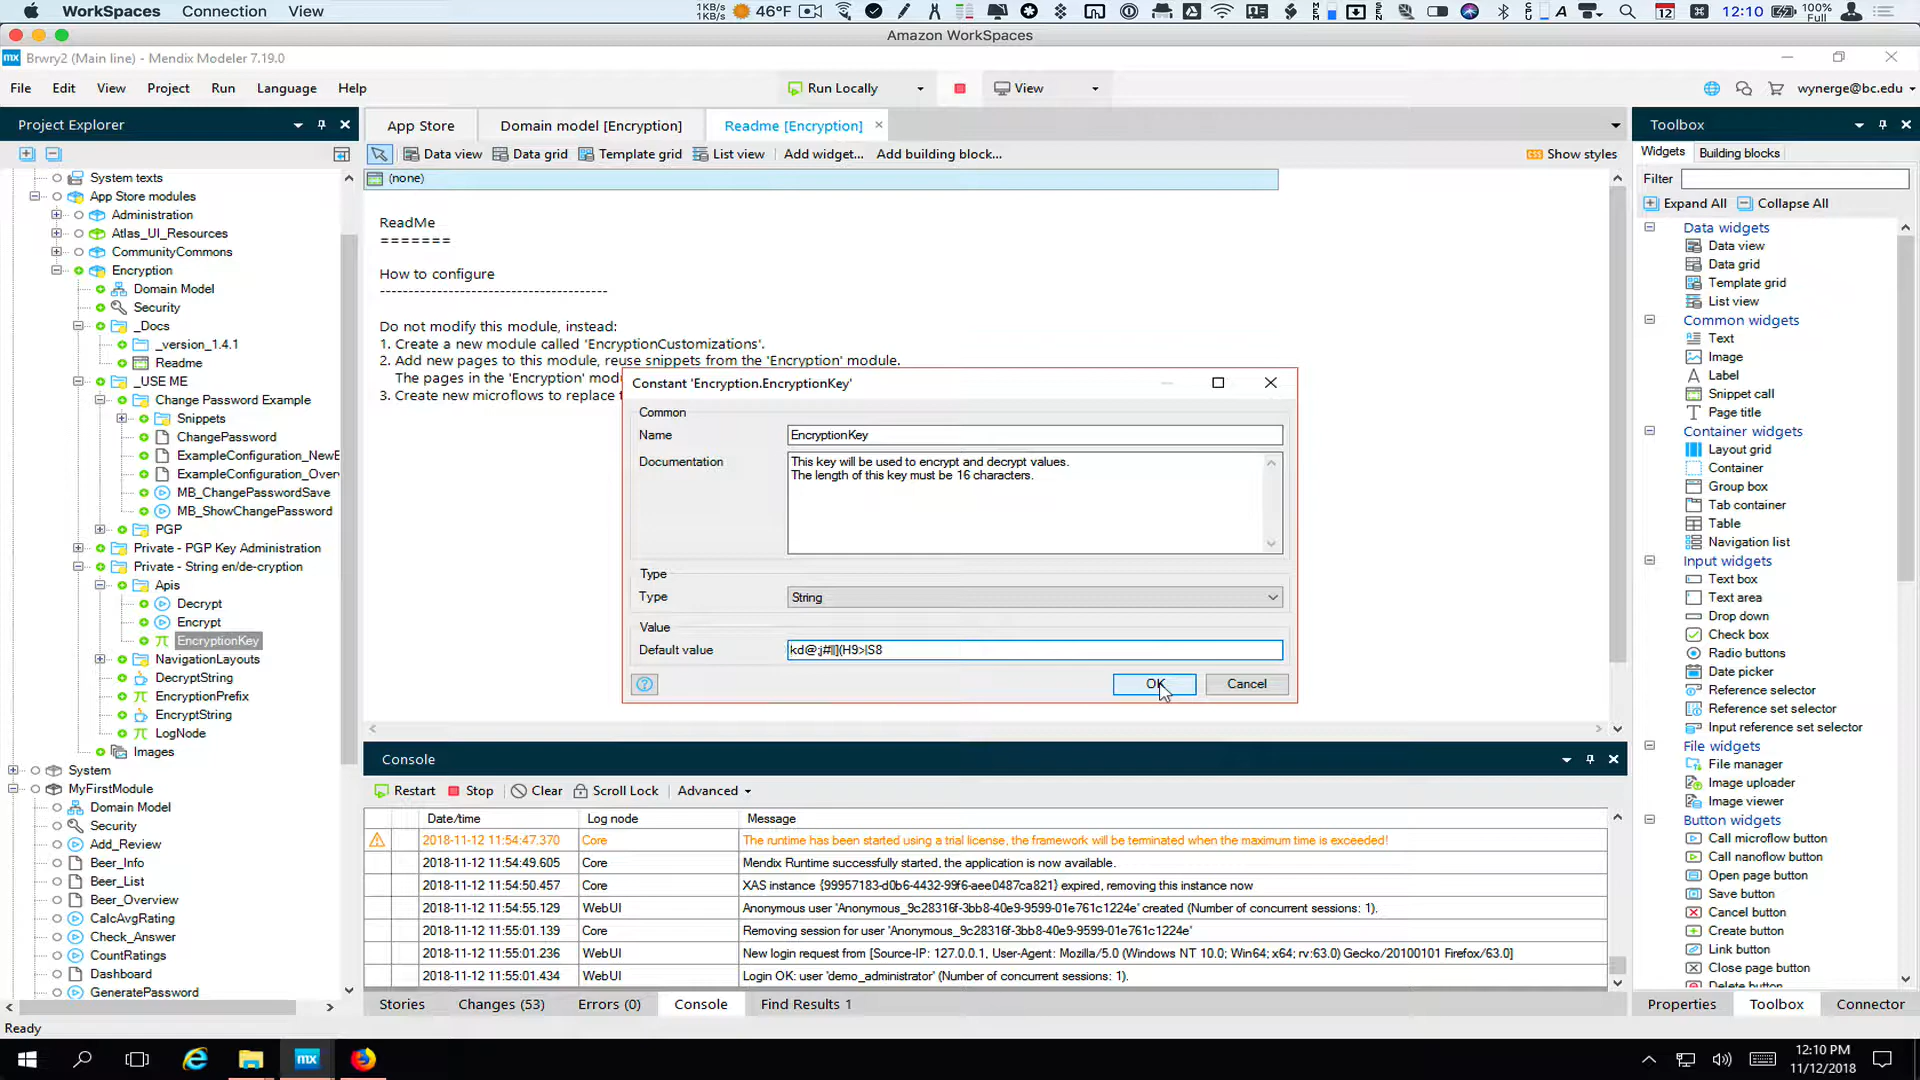 WorkSpaces Connection View
1KB/s
1KB/s
46°F
12
12:10
100%
Full
Amazon WorkSpaces
mx Brwry2 (Main line) - Mendix Modeler 7.19.0
File Edit View Project Run Language Help
Run Locally
View
wynerge@bc.edu
Project Explorer
System texts
App Store modules
Administration
Atlas_UI_Resources
CommunityCommons
Encryption
Domain Model
Security
_Docs
_version_1.4.1
Readme
_USE ME
Change Password Example
Snippets
ChangePassword
ExampleConfiguration_NewE
ExampleConfiguration_Over
MB_ChangePasswordSave
MB_ShowChangePassword
PGP
Private - PGP Key Administration
Private - String en/de-cryption
Apis
Decrypt
Encrypt
EncryptionKey
NavigationLayouts
DecryptString
EncryptionPrefix
EncryptString
LogNode
Images
System
MyFirstModule
Domain Model
Security
Add_Review
Beer_Info
Beer_List
Beer_Overview
CalcAvgRating
Check_Answer
CountRatings
Dashboard
GeneratePassword
App Store
Domain model [Encryption]
Readme [Encryption]
Data view Data grid Template grid List view Add widget... Add building block...
Show styles
(none)
ReadMe
=======
How to configure
---------------------------------------
Do not modify this module, instead:
1. Create a new module called 'EncryptionCustomizations'.
2. Add new pages to this module, reuse snippets from the 'Encryption' module.
The pages in the 'Encryption' modu
3. Create new microflows to replace t
Constant 'Encryption.EncryptionKey'
Common
Name EncryptionKey
Documentation This key will be used to encrypt and decrypt values.
The length of this key must be 16 characters.
Type
Type String
Value
Default value
OK Cancel
Console
Restart Stop Clear Scroll Lock Advanced
Date/time Log node Message
2018-11-12 11:54:47.370 Core The runtime has been started using a trial license, the framework will be terminated when the maximum time is exceeded!
2018-11-12 11:54:49.605 Core Mendix Runtime successfully started, the application is now available.
2018-11-12 11:54:50.457 Core XAS instance {99957183-d0b6-4432-99f6-aee0487ca821} expired, removing this instance now
2018-11-12 11:54:55.129 WebUI Anonymous user 'Anonymous_9c28316f-3bb8-40e9-9599-01e761c1224e' created (Number of concurrent sessions: 1).
2018-11-12 11:55:01.139 Core Removing session for user 'Anonymous_9c28316f-3bb8-40e9-9599-01e761c1224e'
2018-11-12 11:55:01.236 WebUI New login request from [Source-IP: 127.0.0.1, User-Agent: Mozilla/5.0 (Windows NT 10.0; Win64; x64; rv:63.0) Gecko/20100101 Firefox/63.0]
2018-11-12 11:55:01.434 WebUI Login OK: user 'demo_administrator' (Number of concurrent sessions: 1).
Stories Changes (53) Errors (0) Console Find Results 1
Toolbox
Widgets Building blocks
Filter
Expand All Collapse All
Data widgets
Data view
Data grid
Template grid
List view
Common widgets
Text
Image
Label
Snippet call
Page title
Container widgets
Layout grid
Container
Group box
Tab container
Table
Navigation list
Input widgets
Text box
Text area
Drop down
Check box
Radio buttons
Date picker
Reference selector
Reference set selector
Input reference set selector
File widgets
File manager
Image uploader
Image viewer
Button widgets
Call microflow button
Call nanoflow button
Open page button
Save button
Cancel button
Create button
Link button
Close page button
Delete button
Properties Toolbox Connector
Ready
mx
12:10 PM
11/12/2018